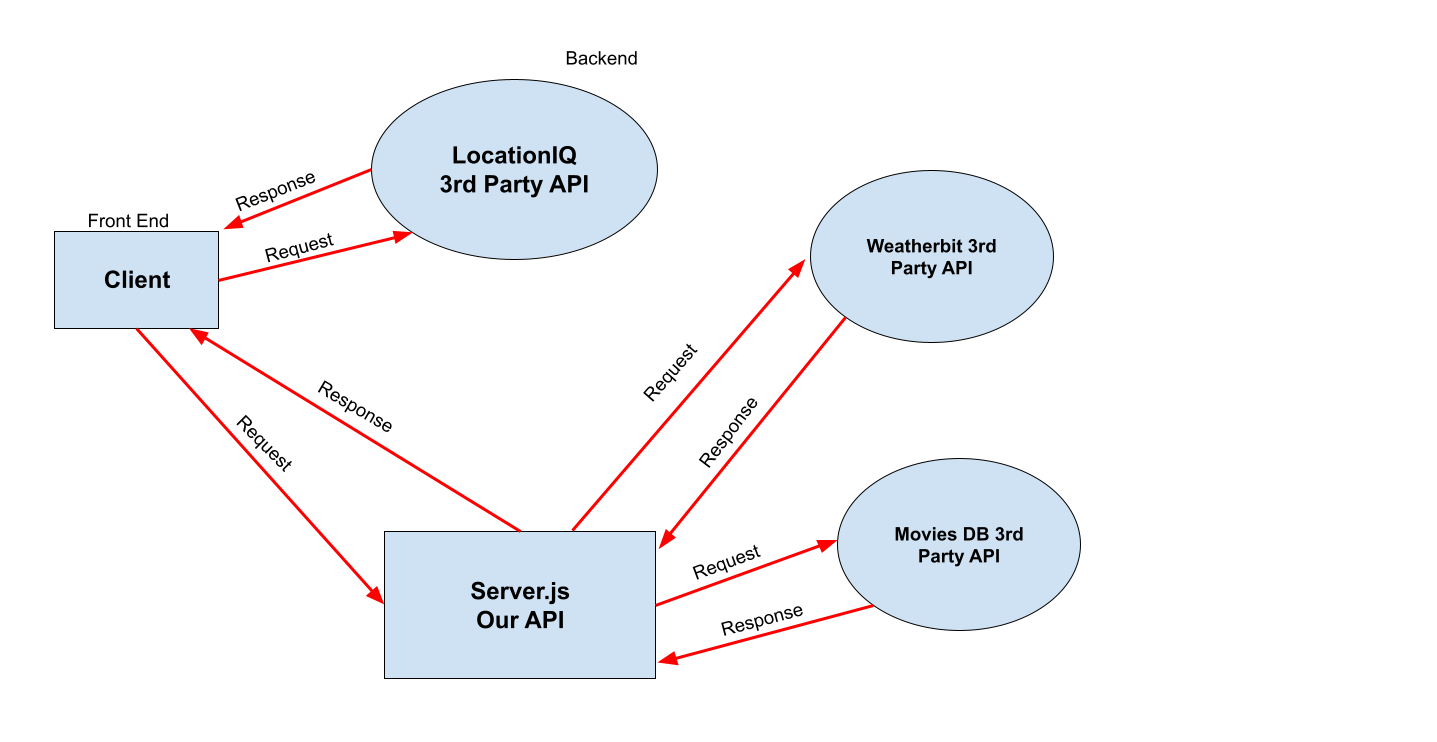 Backend
LocationIQ
3rd Party API
Response
Front End
Request
Client
Weatherbit 3rd
Party API
Request
Response
Response
Request
Movies DB 3rd
Party API
Request
Server.js
Our API
Response